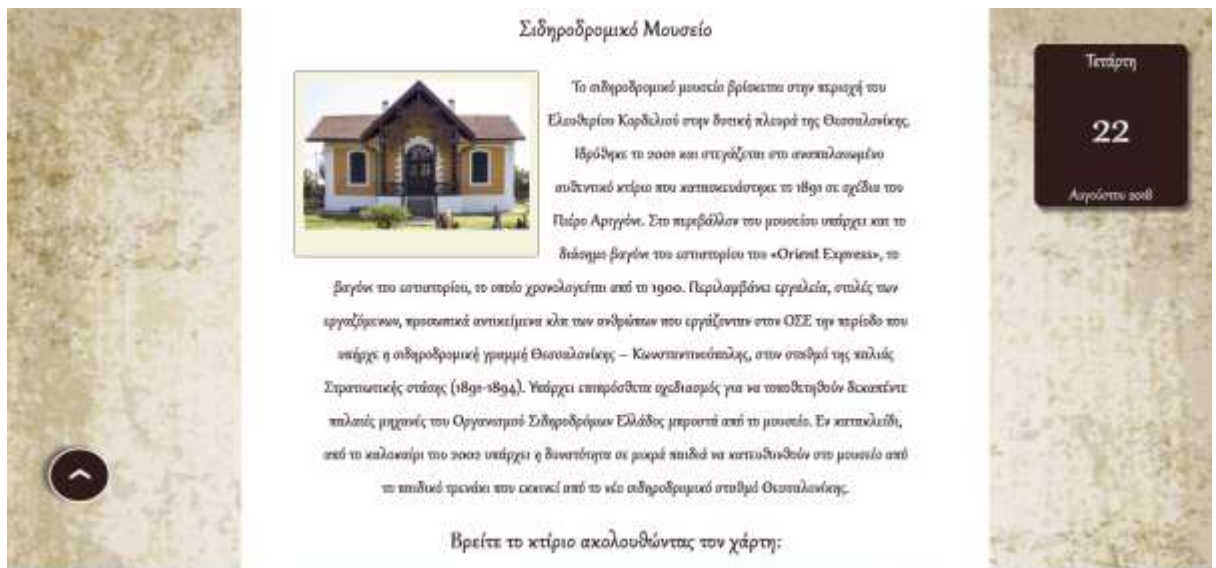 Σιδηροδρομικό Μουσείο
Το σιδηροδρομικό μουσείο βρίσκεται στην περιοχή του
Ελευθερίου Κορδελιού στην δυτική πλευρά της Θεσσαλονίκης.
Ιδρύθηκε το 2001 και στεγάζεται στο αναπαλαιωμένο
αυθεντικό κτίριο που κατασκευάστηκε το 1891 σε σχέδια του
Πιέρο Αριγγόνι. Στο περιβάλλον του μουσείου υπάρχει και το
διάσημο βαγόνι του εστιατορίου του «Orient Express», το
βαγόνι του εστιατορίου, το οποίο χρονολογείται από το 1900. Περιλαμβάνει εργαλεία, στολές των
εργαζόμενων, προσωπικά αντικείμενα κλπ των ανθρώπων που εργάζονταν στον ΟΣΕ την περίοδο που
υπήρχε η σιδηροδρομική γραμμή Θεσσαλονίκης – Κωνσταντινούπολης, στον σταθμό της παλιάς
Στρατιωτικής στάσης (1891-1894). Υπάρχει επιπρόσθετα σχεδιασμός για να τοποθετηθούν δεκαπέντε
παλαιές μηχανές του Οργανισμού Σιδηροδρόμων Ελλάδος μπροστά από το μουσείο. Εν κατακλείδι,
από το καλοκαίρι του 2002 υπάρχει η δυνατότητα σε μικρά παιδιά να κατευθυνθούν στο μουσείο από
το παιδικό τρενάκι που εκκινεί από το νέο σιδηροδρομικό σταθμό Θεσσαλονίκης.
Βρείτε το κτίριο ακολουθώντας τον χάρτη:
Τετάρτη
22
Αυγούστου 2018